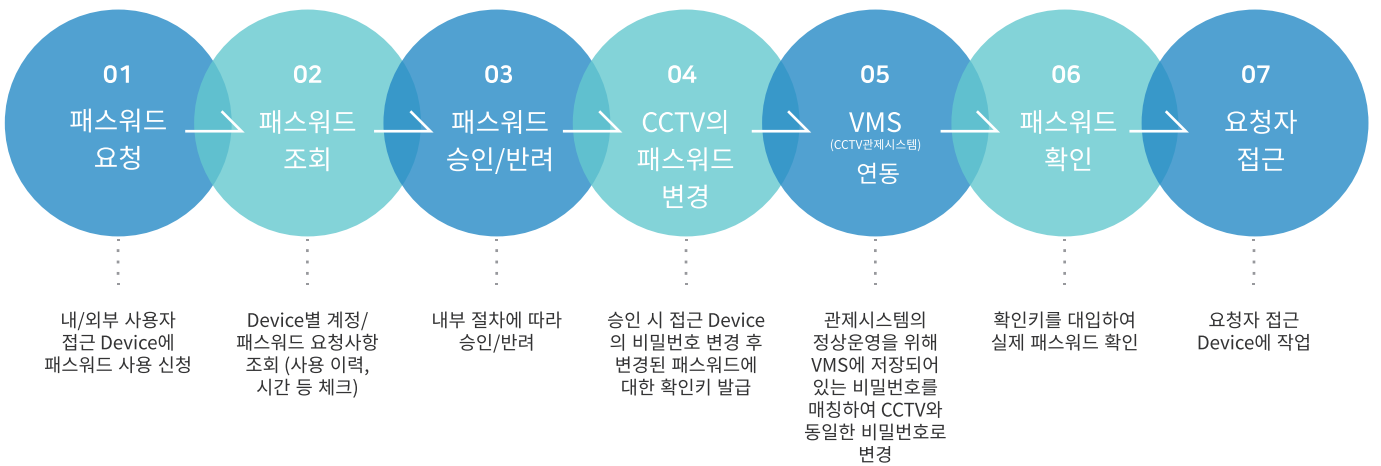 01
패스워드
요청
02
패스워드
조회
03
패스워드
승인/반려
04
CCTV의
패스워드
변경
05
VMS
(CCTV관제시스템)
연동
06
패스워드
확인
07
요청자
접근
내/외부 사용자
접근 Device에
패스워드 사용 신청
Device별 계정/
패스워드 요청사항
조회 (사용 이력,
시간 등 체크)
내부 절차에 따라
승인/반려
승인 시 접근 Device
의 비밀번호 변경 후
변경된 패스워드에
대한 확인키 발급
관제시스템의
정상운영을 위해
VMS에 저장되어
있는 비밀번호를
매칭하여 CCTV와
동일한 비밀번호로
변경
확인키를 대입하여
실제 패스워드 확인
요청자 접근
Device에 작업